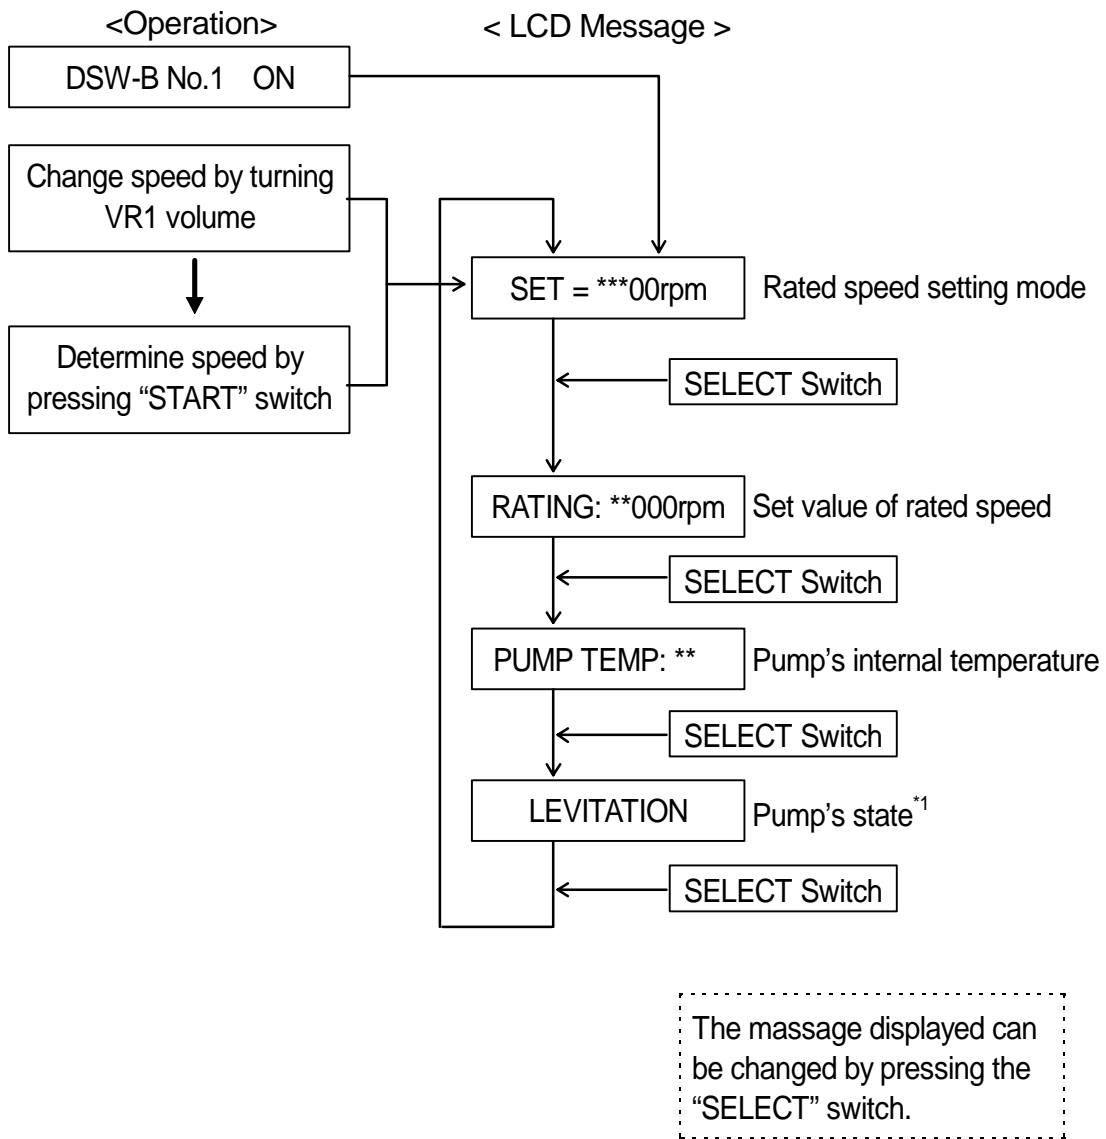 <Operation>
< LCD Message >
DSW-B No.1 ON
Change speed by turning
VR1 volume
SET = ***00rpm
Rated speed setting mode
Determine speed by
pressing “START” switch
SELECT Switch
RATING: **000rpm
Set value of rated speed
SELECT Switch
PUMP TEMP: **
Pump’s internal temperature
SELECT Switch
LEVITATION
Pump’s state*1
SELECT Switch
The massage displayed can
be changed by pressing the
“SELECT” switch.